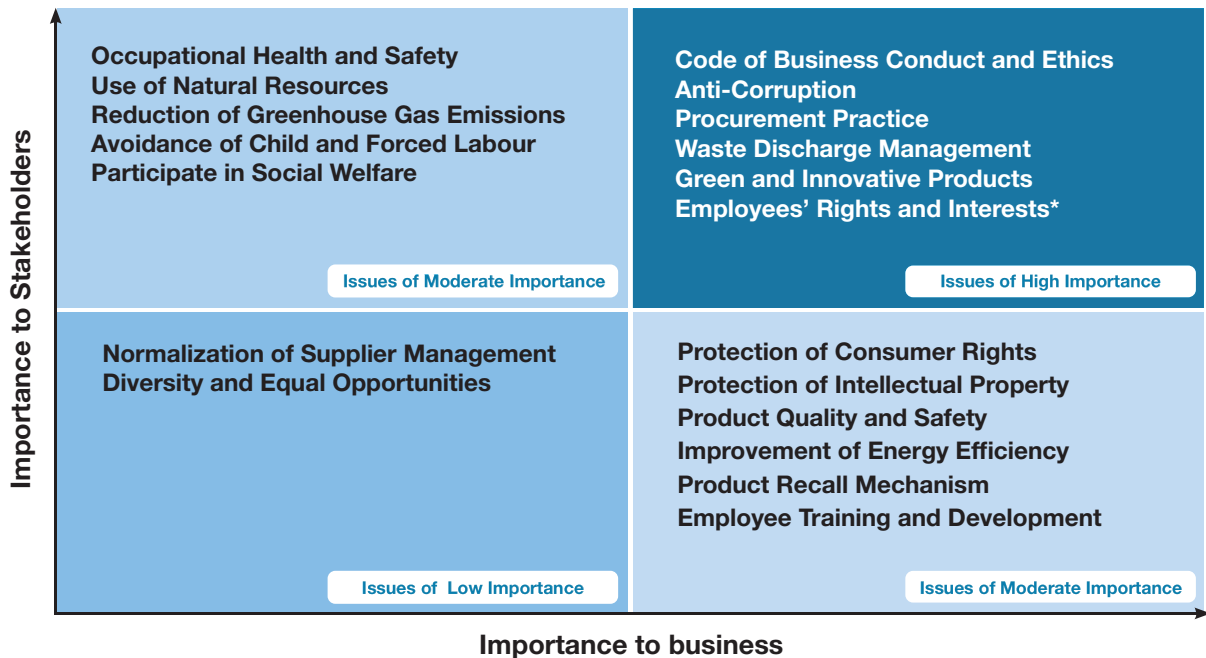 Importance to Stakeholders
Occupational Health and Safety
Use of Natural Resources
Reduction of Greenhouse Gas Emissions
Avoidance of Child and Forced Labour
Participate in Social Welfare
Issues of Moderate Importance
Code of Business Conduct and Ethics
Anti-Corruption
Procurement Practice
Waste Discharge Management
Green and Innovative Products
Employees’ Rights and Interests*
Issues of High Importance
Normalization of Supplier Management
Diversity and Equal Opportunities
Issues of Low Importance
Protection of Consumer Rights
Protection of Intellectual Property
Product Quality and Safety
Improvement of Energy Efficiency
Product Recall Mechanism
Employee Training and Development
Issues of Moderate Importance
Importance to business